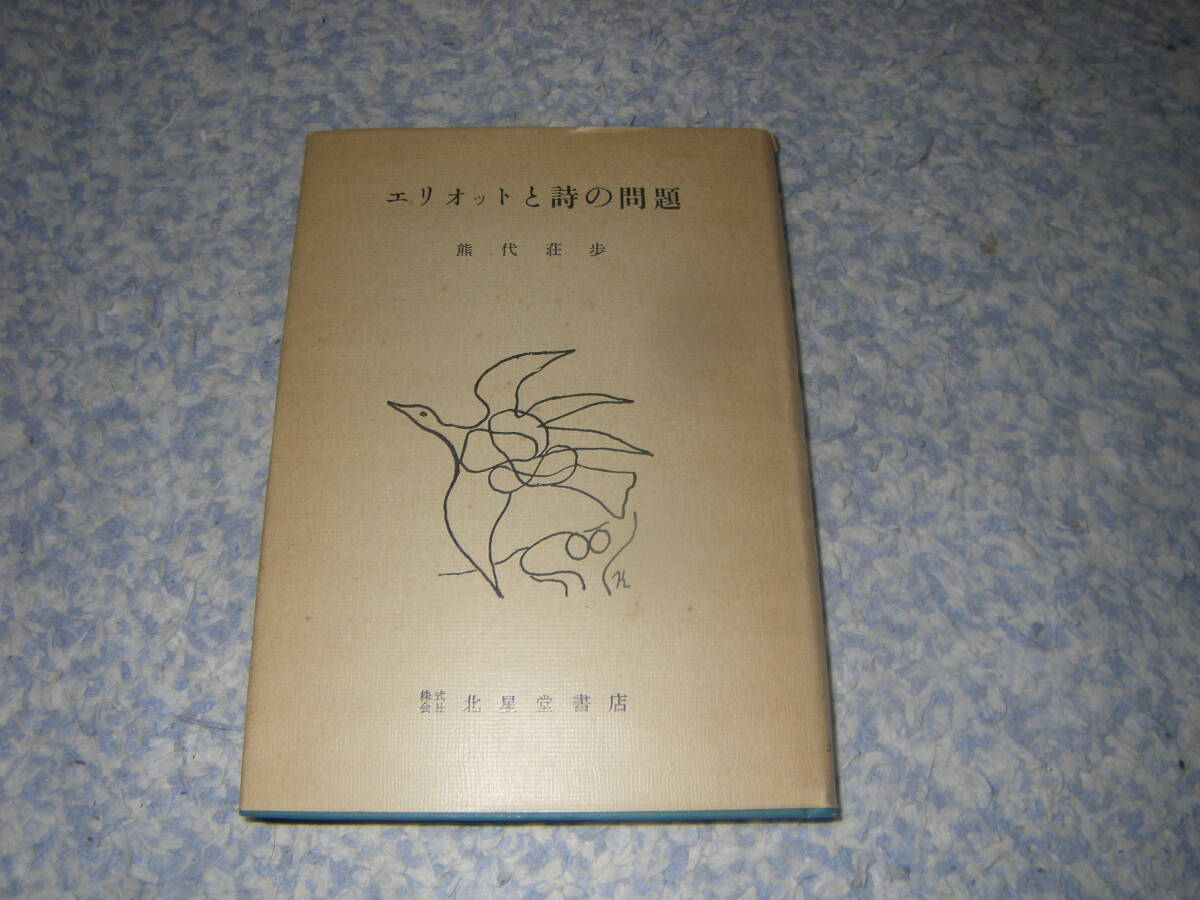 エリオットと詩の問題
熊代荘歩
K
株式会社 北星堂書店